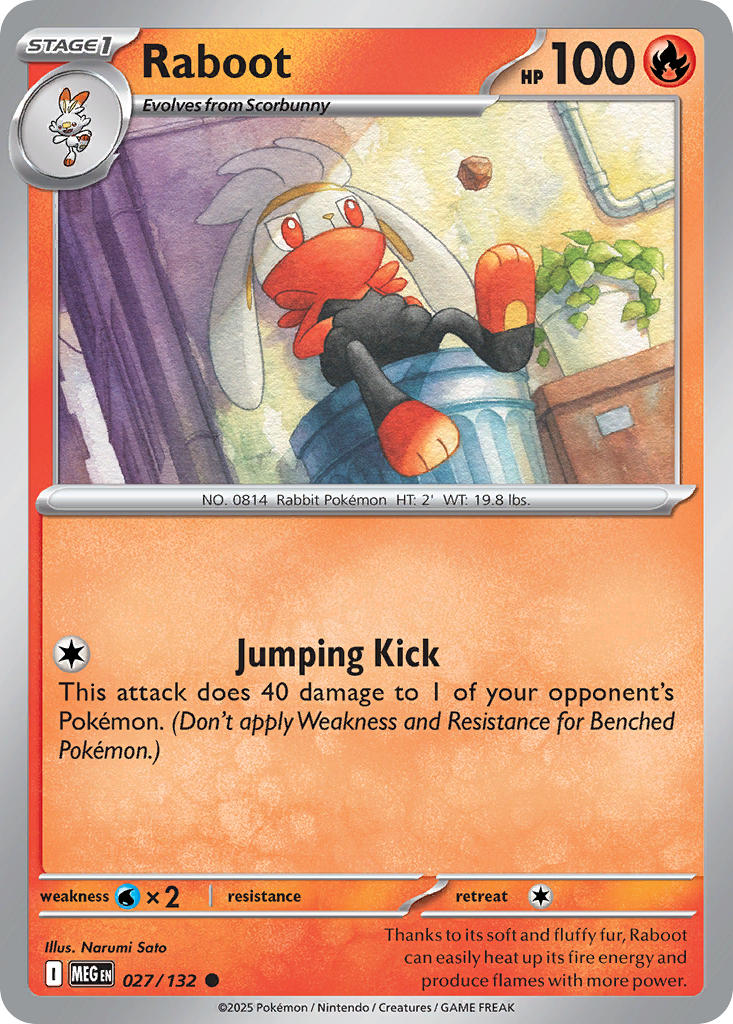 STAGE 1
Raboot
HP 100
Evolves from Scorbunny
NO. 0814 Rabbit Pokémon HT: 2' WT: 19.8 lbs.
Jumping Kick
This attack does 40 damage to 1 of your opponent's
Pokémon. (Don't apply Weakness and Resistance for Benched
Pokémon.)
weakness ×2 resistance retreat
Illus. Narumi Sato
I MEG EN 027/132
Thanks to its soft and fluffy fur, Raboot
can easily heat up its fire energy and
produce flames with more power.
©2025 Pokémon / Nintendo / Creatures / GAME FREAK